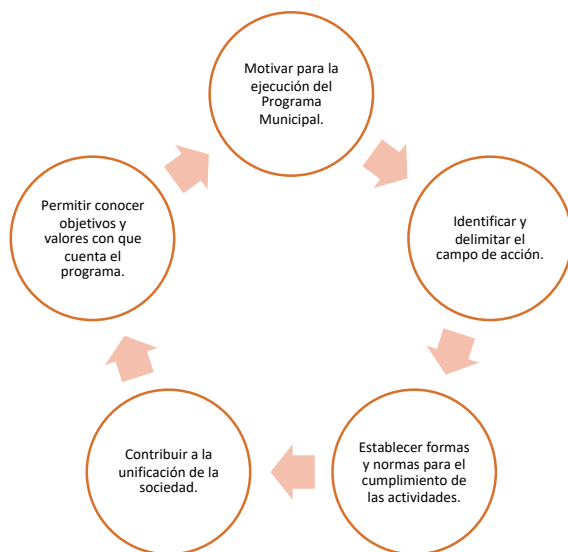 Motivar para la
ejecución del
Programa
Municipal.
Identificar y
delimitar el
campo de acción.
Establecer formas
y normas para el
cumplimiento de
las actividades.
Contribuir a la
unificación de la
sociedad.
Permitir conocer
objetivos y
valores con que
cuenta el
programa.